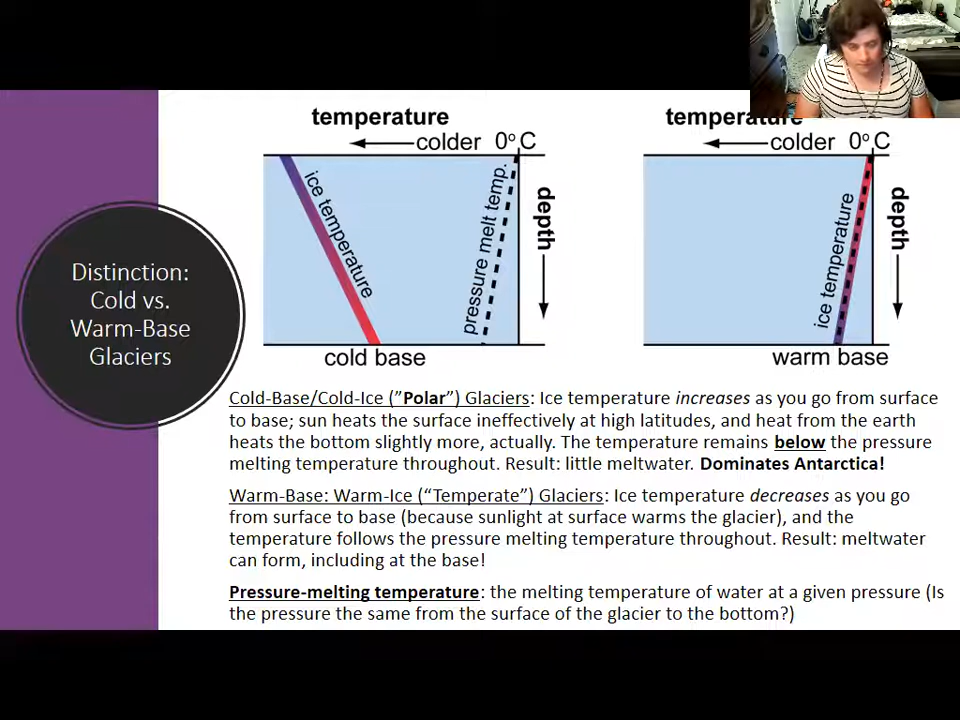 temperature
colder 0° C
ice temperature
pressure melt temp.
depth
cold base
temperature
colder 0° C
ice temperature
depth
warm base
Distinction:
Cold vs.
Warm-Base
Glaciers
Cold-Base/Cold-Ice (”Polar”) Glaciers: Ice temperature increases as you go from surface
to base; sun heats the surface ineffectively at high latitudes, and heat from the earth
heats the bottom slightly more, actually. The temperature remains below the pressure
melting temperature throughout. Result: little meltwater. Dominates Antarctica!
Warm-Base: Warm-Ice (“Temperate”) Glaciers: Ice temperature decreases as you go
from surface to base (because sunlight at surface warms the glacier), and the
temperature follows the pressure melting temperature throughout. Result: meltwater
can form, including at the base!
Pressure-melting temperature: the melting temperature of water at a given pressure (Is
the pressure the same from the surface of the glacier to the bottom?)